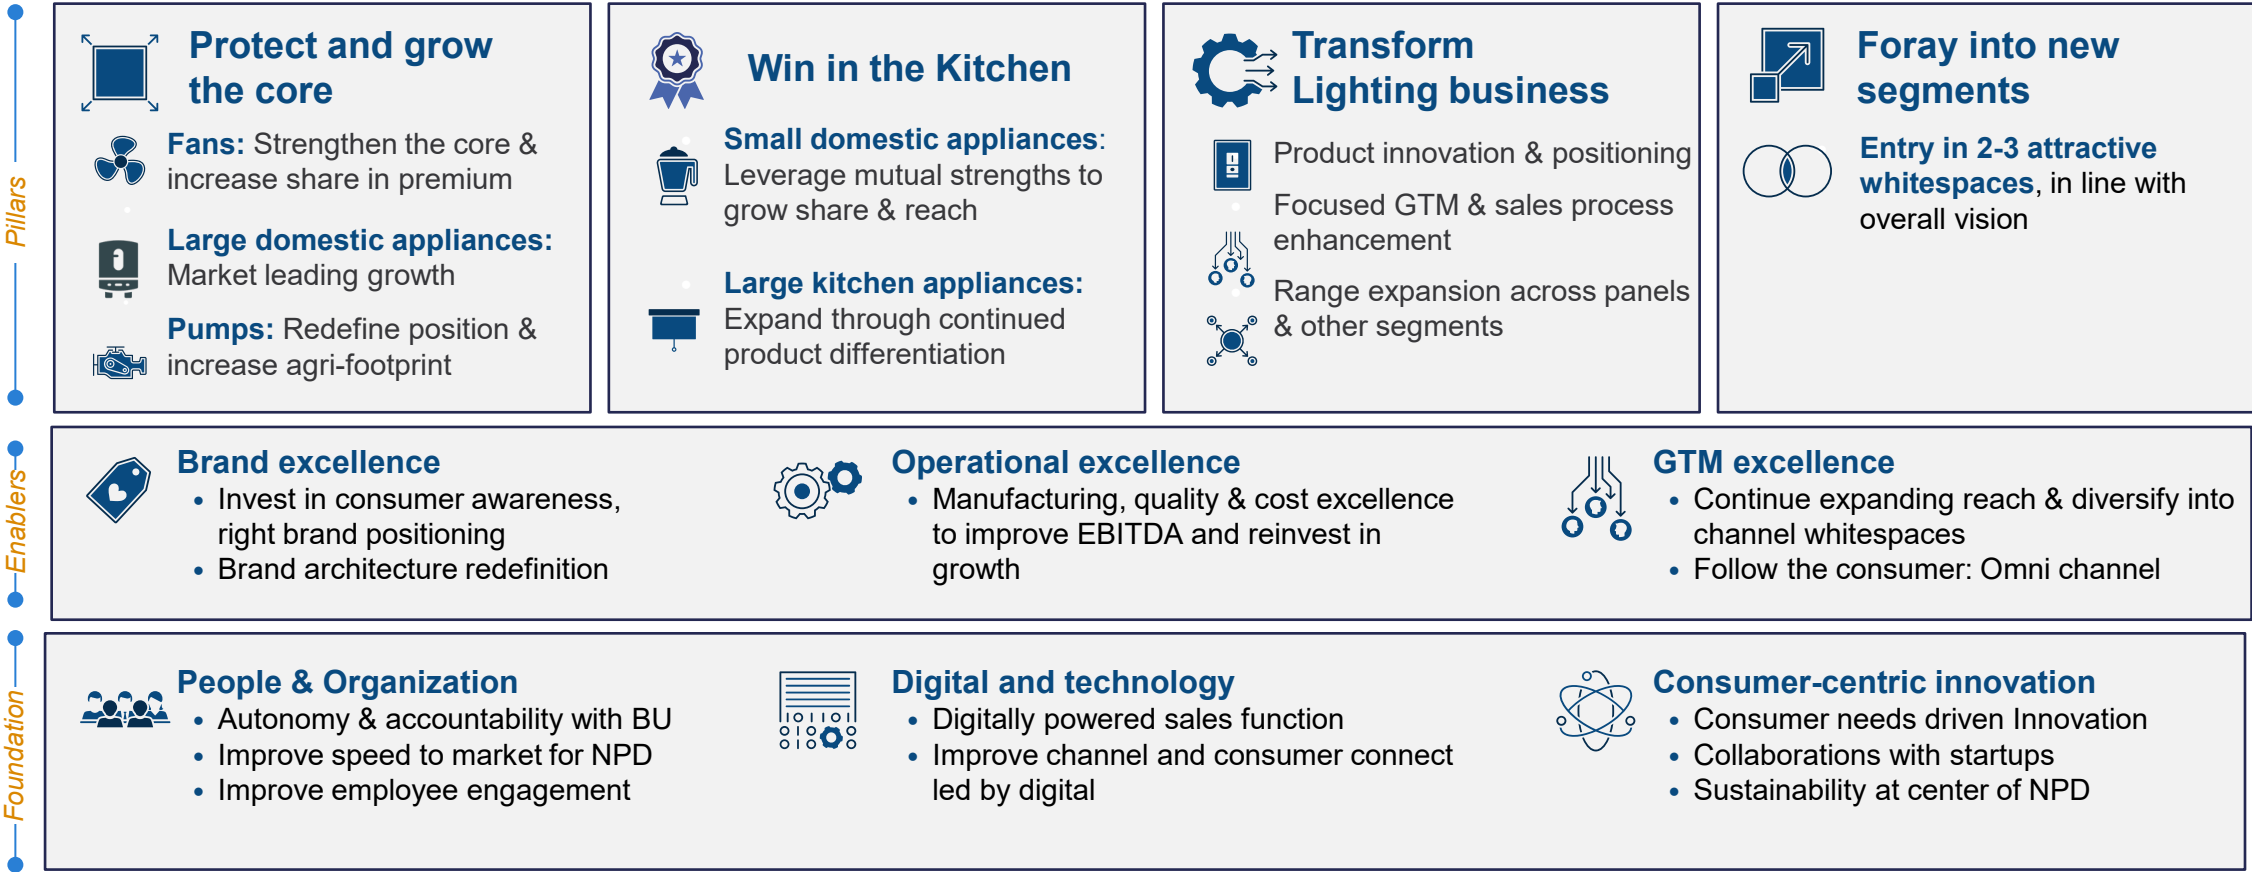 Pillars
Protect and grow
the core
Fans: Strengthen the core &
increase share in premium
Large domestic appliances:
Market leading growth
Pumps: Redefine position &
increase agri-footprint
Win in the Kitchen
Small domestic appliances:
Leverage mutual strengths to
grow share & reach
Large kitchen appliances:
Expand through continued
product differentiation
Transform
Lighting business
Product innovation & positioning
Focused GTM & sales process
enhancement
Range expansion across panels
& other segments
Foray into new
segments
Entry in 2-3 attractive
whitespaces, in line with
overall vision
Enablers
Brand excellence
• Invest in consumer awareness,
right brand positioning
• Brand architecture redefinition
Operational excellence
• Manufacturing, quality & cost excellence
to improve EBITDA and reinvest in
growth
GTM excellence
• Continue expanding reach & diversify into
channel whitespaces
• Follow the consumer: Omni channel
Foundation
People & Organization
• Autonomy & accountability with BU
• Improve speed to market for NPD
• Improve employee engagement
Digital and technology
• Digitally powered sales function
• Improve channel and consumer connect
led by digital
Consumer-centric innovation
• Consumer needs driven Innovation
• Collaborations with startups
• Sustainability at center of NPD